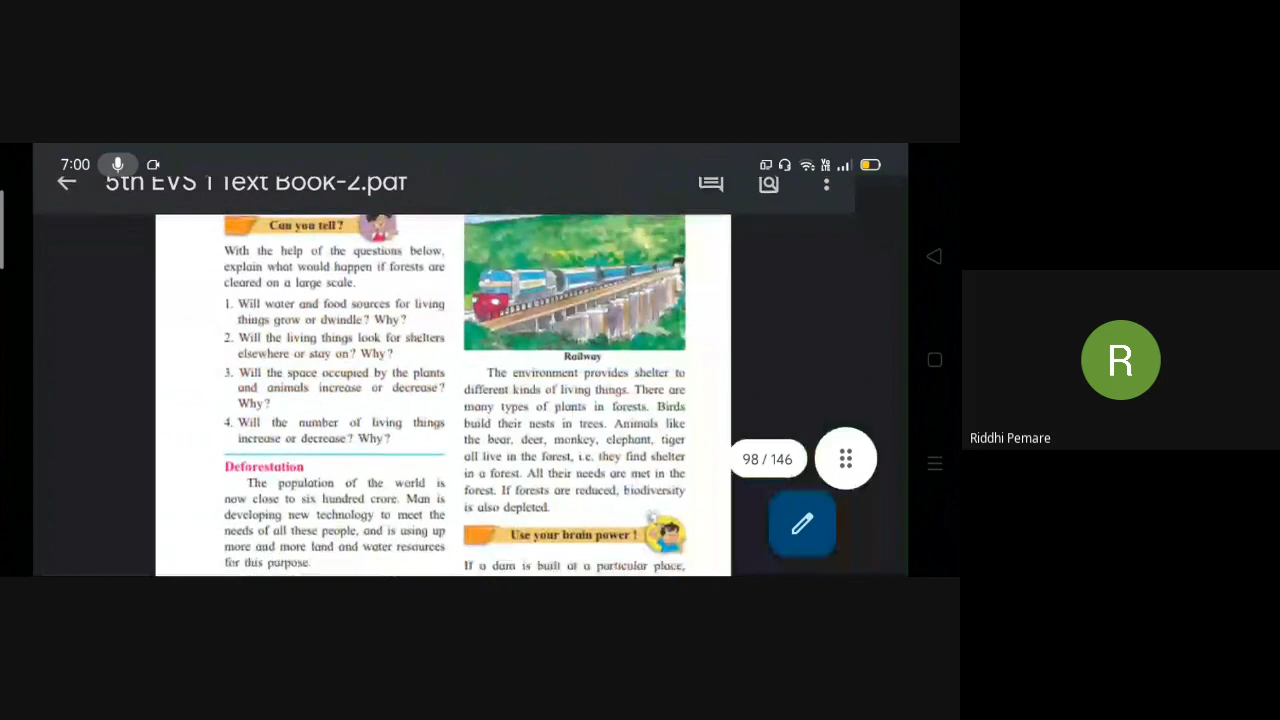 7:00
5th EVS 1 Text Book-2.pdf
Can you tell?
With the help of the questions below,
explain what would happen if forests are
cleared on a large scale.
1. Will water and food sources for living
things grow or dwindle? Why?
2. Will the living things look for shelters
elsewhere or stay on? Why?
3. Will the space occupied by the plants
and animals increase or decrease?
Why?
4. Will the number of living things
increase or decrease? Why?
Deforestation
The population of the world is
now close to six hundred crore. Man is
developing new technology to meet the
needs of all these people, and is using up
more and more land and water resources
for this purpose.
Railway
The environment provides shelter to
different kinds of living things. There are
many types of plants in forests. Birds
build their nests in trees. Animals like
the bear, deer, monkey, elephant, tiger
all live in the forest, i.e. they find shelter
in a forest. All their needs are met in the
forest. If forests are reduced, biodiversity
is also depleted.
Use your brain power !
If a dam is built at a particular place,
98 / 146
R
Riddhi Pemare